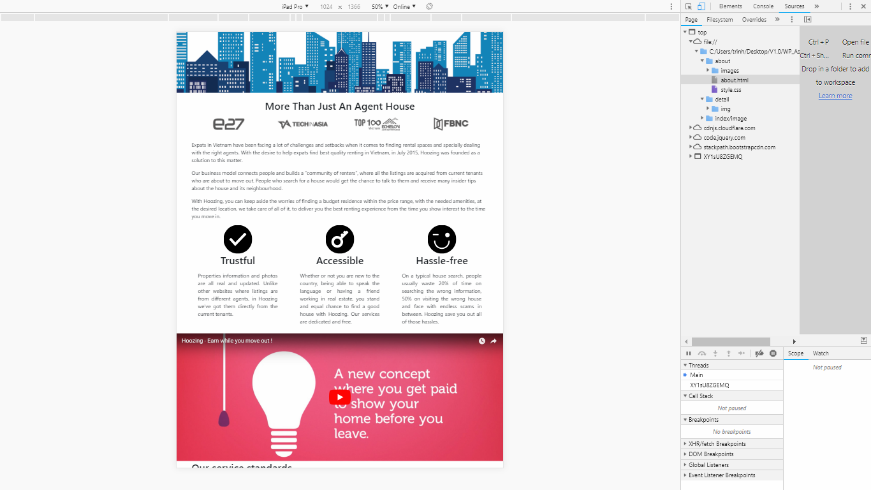 iPad Pro ▼ 1024 × 1366 50% ▼ Online ▼
More Than Just An Agent House
e27 TECHINASIA TOP100 ECHELON FBNC
Expats in Vietnam have been facing a lot of challenges and setbacks when it comes to finding rental spaces and specially dealing
with the right agents. With the desire to help expats find best quality renting in Vietnam, in July 2015, Hoozing was founded as a
solution to this matter.
Our business model connects people and builds a "community of renters", where all the listings are acquired from current tenants
who are about to move out. People who search for a house would get the chance to talk to them and receive many insider tips
about the house and its neighbourhood.
With Hoozing, you can keep aside the worries of finding a budget residence within the price range, with the needed amenities, at
the desired location, we take care of all of it, to deliver you the best renting experience from the time you show interest to the time
you move in.
Trustful
Properties information and photos
are all real and updated. Unlike
other websites where listings are
from different agents, in Hoozing
we've got them directly from the
current tenants.
Accessible
Whether or not you are new to the
country, being able to speak the
language or having a friend
working in real estate, you stand
and equal chance to find a good
house with Hoozing. Our services
are dedicated and free.
Hassle-free
On a typical house search, people
usually waste 20% of time on
searching the wrong information,
50% on visiting the wrong house
and face with endless scams in
between. Hoozing save you out all
of those hassles.
Hoozing - Earn while you move out !
A new concept
where you get paid
to show your
home before you
leave.
Our service standards
Elements Console Sources »
Page Filesystem Overrides »
top
file://
C:/Users/trinh/Desktop/V1.0/WP_A
about
images
about.html
style.css
detail
img
index/image
cdnjs.cloudflare.com
code.jquery.com
stackpath.bootstrapcdn.com
XY1sU8ZGEMQ
Ctrl + P Open file
Ctrl + Sh... Run comm
Drop in a folder to add
to workspace
Learn more
Threads
Main
XY1sU8ZGEMQ
Call Stack
Not paused
Breakpoints
No breakpoints
XHR/fetch Breakpoints
DOM Breakpoints
Global Listeners
Event Listener Breakpoints
Scope Watch
Not paused